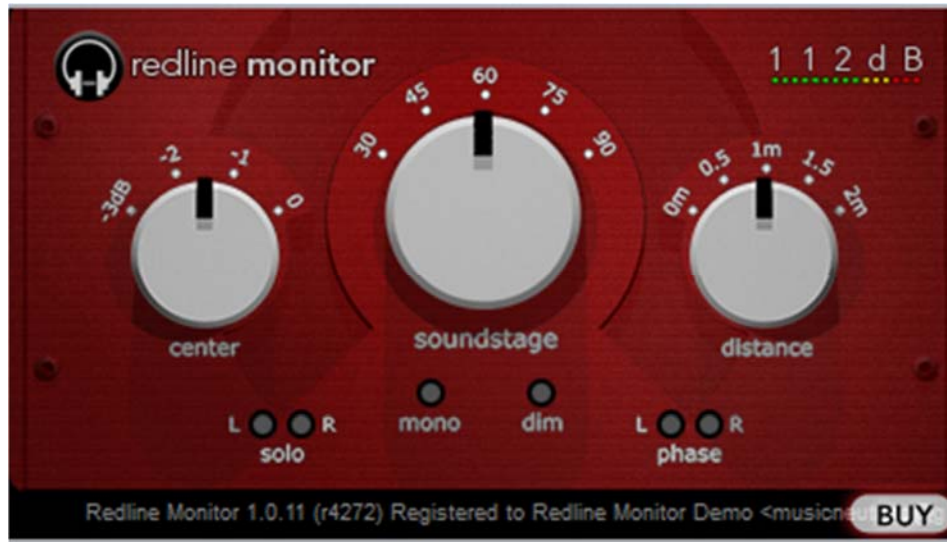 redline monitor
1 1 2 d B
30 45 60 75 90
-3dB -2 -1 0
0m 0.5 1m 1.5 2m
center
soundstage
distance
mono
dim
L R
solo
L R
phase
Redline Monitor 1.0.11 (r4272) Registered to Redline Monitor Demo
BUY